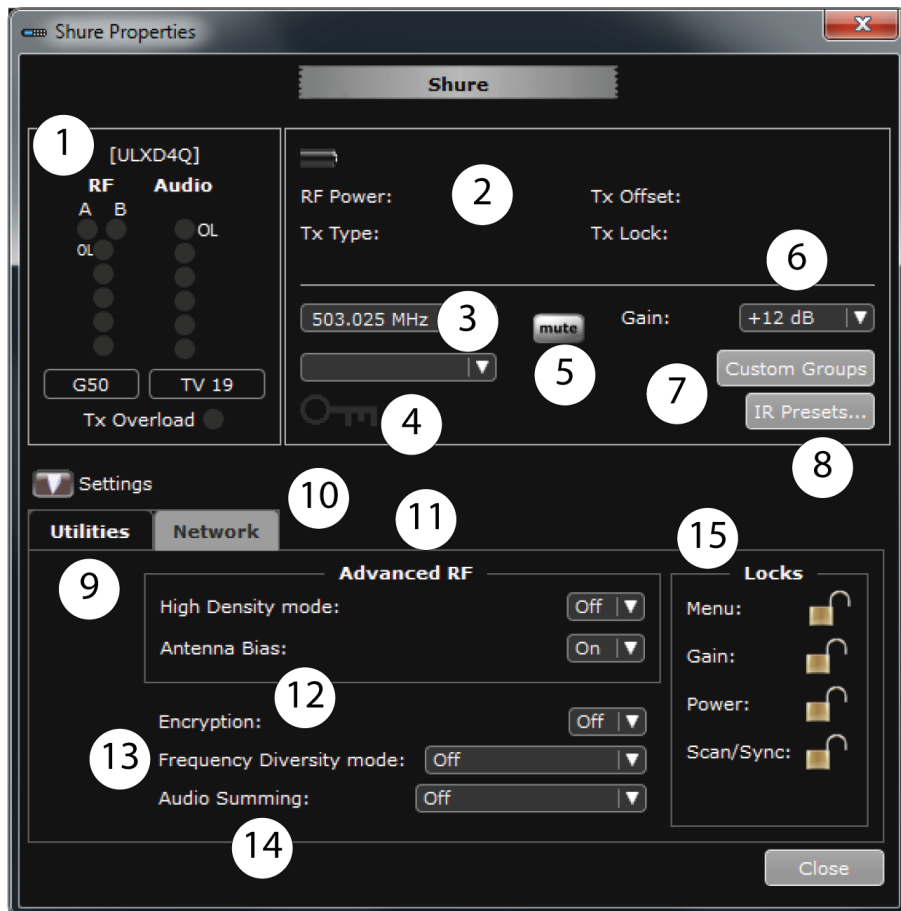 Shure Properties
X
Shure
1
[ULXD4Q]
RF Audio
A B
OL
OL
G50 TV 19
Tx Overload
2
RF Power: Tx Offset:
Tx Type: Tx Lock:
6
503.025 MHz 3 mute Gain: +12 dB
5
7 Custom Groups
4
IR Presets...
8
Settings
10
11
15
Utilities Network
9
Advanced RF
High Density mode: Off
Antenna Bias: On
12
Encryption: Off
13
Frequency Diversity mode: Off
Audio Summing: Off
14
Locks
Menu:
Gain:
Power:
Scan/Sync:
Close